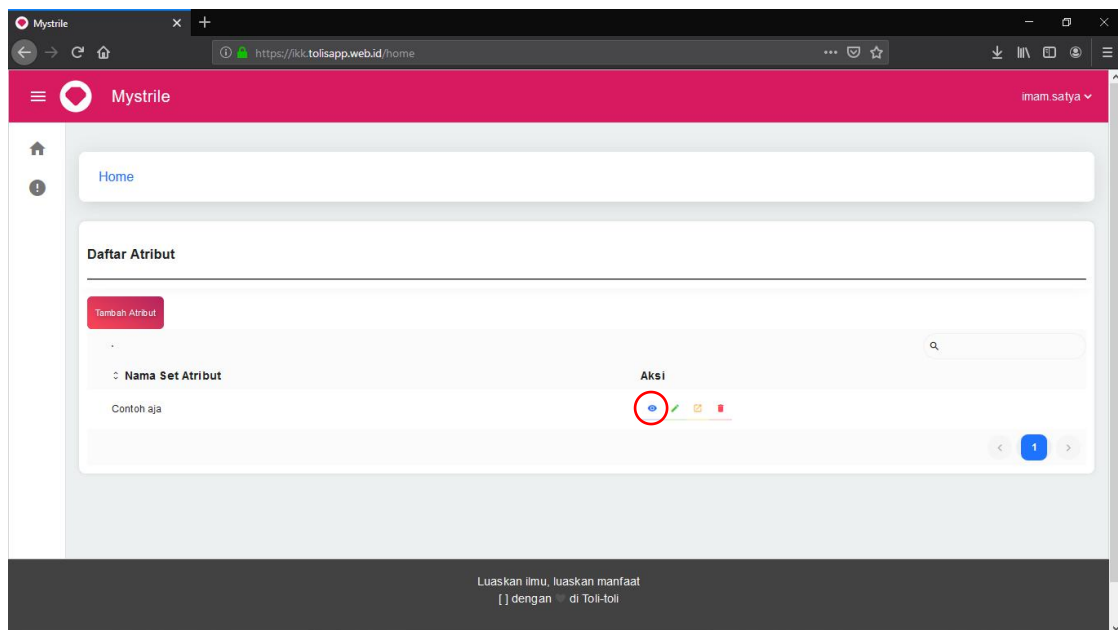 Mystrile
https://ikk.tolisapp.web.id/home
Mystrile
imam.satya
Home
Daftar Atribut
Tambah Atribut
Nama Set Atribut
Aksi
Contoh aja
1
Luaskan ilmu, luaskan manfaat
[ ] dengan ♥ di Toli-toli